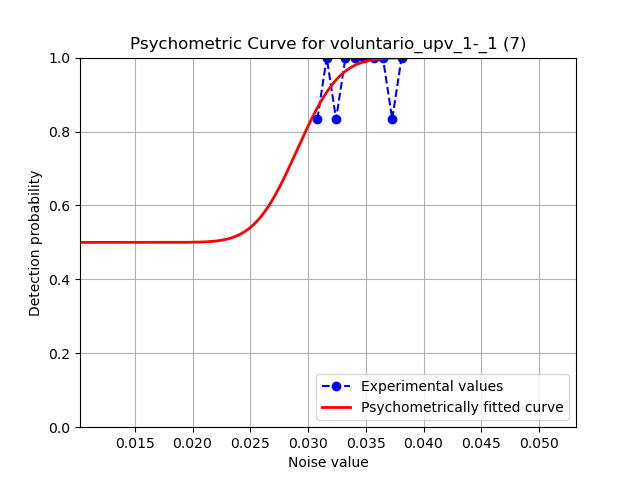 Psychometric Curve for voluntario_upv_1-_1 (7)
1.0
0.8
0.6
0.4
0.2
0.0
Detection probability
Experimental values
Psychometrically fitted curve
0.015 0.020 0.025 0.030 0.035 0.040 0.045 0.050
Noise value